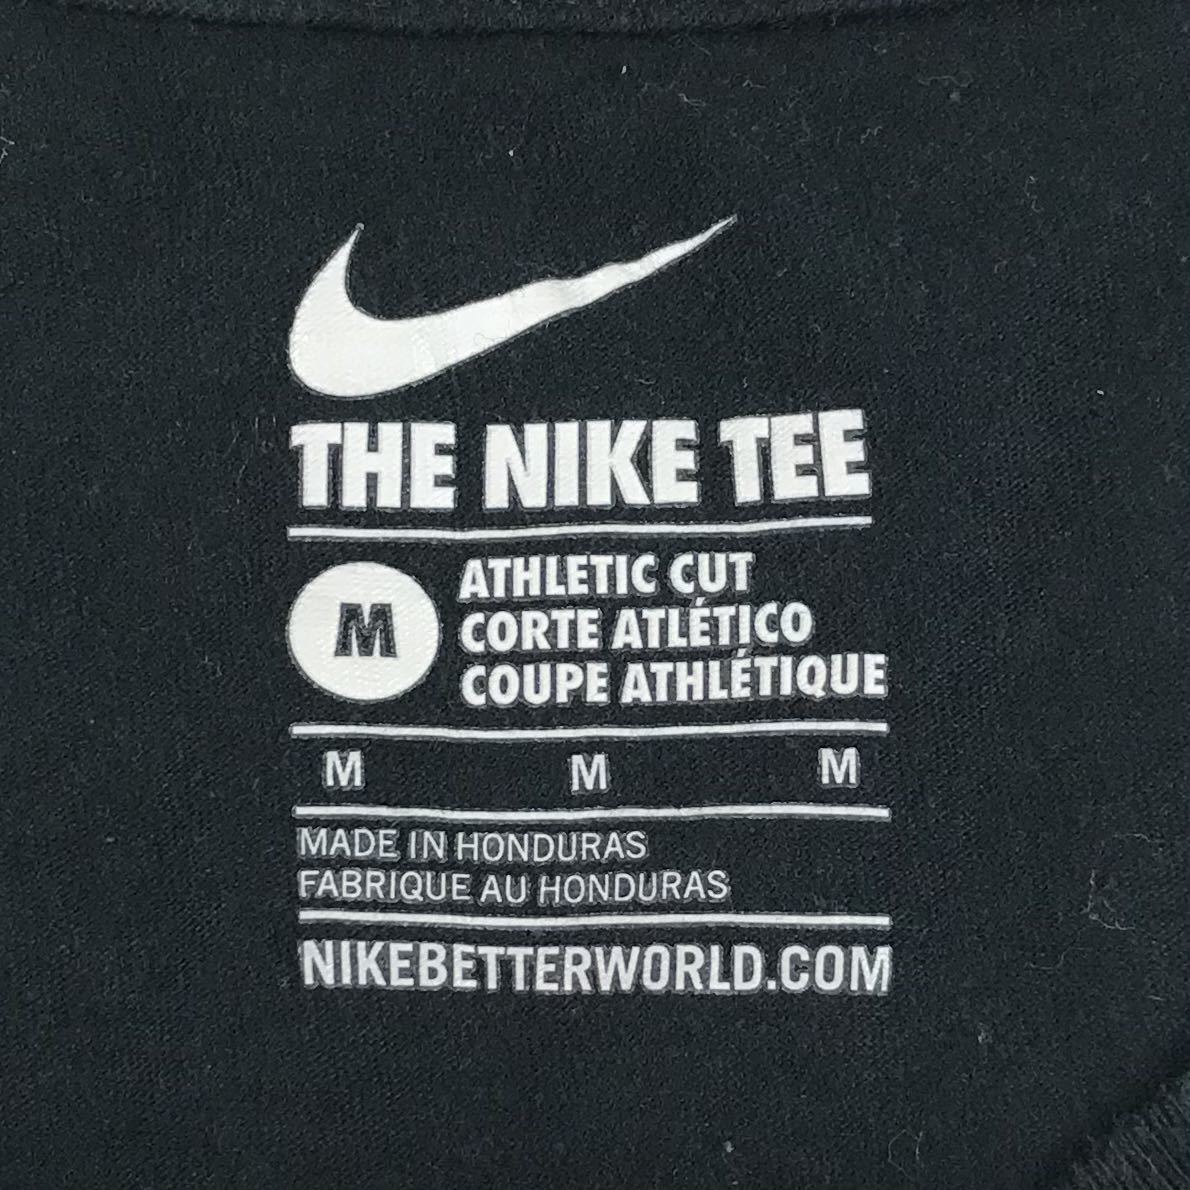 THE NIKE TEE
M
ATHLETIC CUT
CORTE ATLÉTICO
COUPE ATHLÉTIQUE
M M M
MADE IN HONDURAS
FABRIQUE AU HONDURAS
NIKEBETTERWORLD.COM